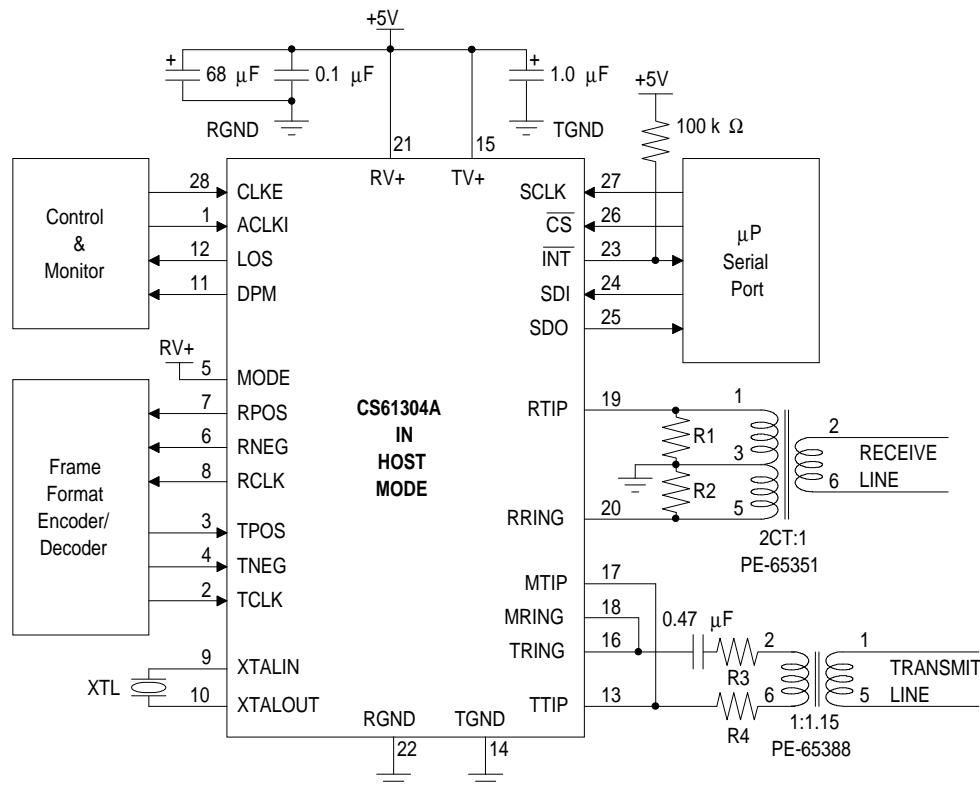 +5V
+
68 μF
0.1 μF
+
1.0 μF
+5V
100 k Ω
RGND
TGND
21
15
RV+
TV+
Control
&
Monitor
28
CLKE
1
ACLKI
12
LOS
11
DPM
SCLK
27
CS
26
INT
23
SDI
24
SDO
25
μP
Serial
Port
RV+
5
MODE
Frame
Format
Encoder/
Decoder
7
RPOS
6
RNEG
8
RCLK
3
TPOS
4
TNEG
2
TCLK
CS61304A
IN
HOST
MODE
RTIP
19
1
R1
3
R2
RRING
20
5
2
RECEIVE
LINE
6
2CT:1
PE-65351
MTIP
17
MRING
18
TRING
16
0.47 μF
R3
2
1
TRANSMIT
LINE
TTIP
13
R4
6
5
1:1.15
PE-65388
XTL
9
XTALIN
10
XTALOUT
RGND
TGND
22
14